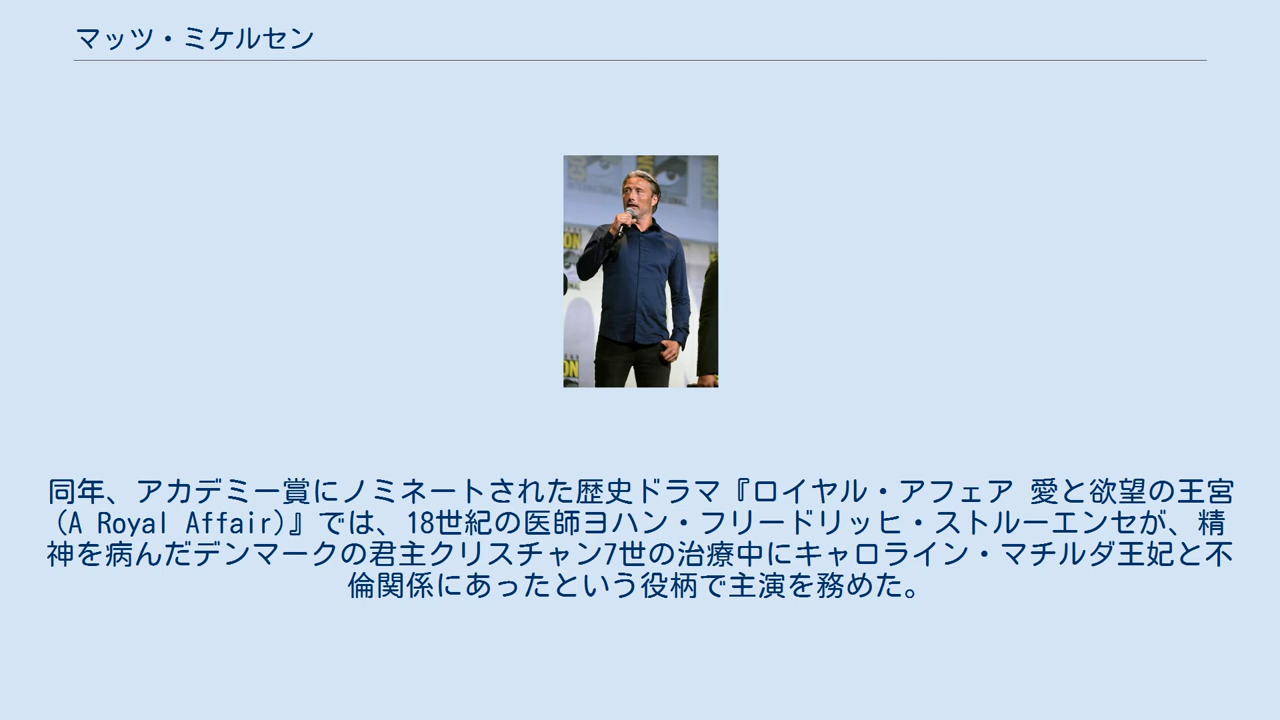 マッツ・ミケルセン
同年、アカデミー賞にノミネートされた歴史ドラマ『ロイヤル・アフェア 愛と欲望の王宮
(A Royal Affair)』では、18世紀の医師ヨハン・フリードリッヒ・ストルーエンセが、精
神を病んだデンマークの君主クリスチャン7世の治療中にキャロライン・マチルダ王妃と不
倫関係にあったという役柄で主演を務めた。